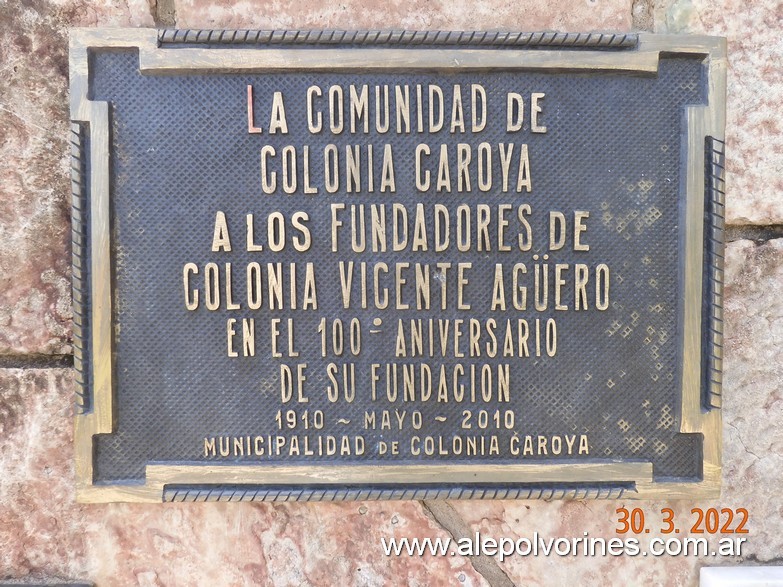 LA COMUNIDAD DE
COLONIA CAROYA
A LOS FUNDADORES DE
COLONIA VICENTE AGÜERO
EN EL 100º ANIVERSARIO
DE SU FUNDACION
1910 ~ MAYO ~ 2010
MUNICIPALIDAD DE COLONIA CAROYA
30. 3. 2022
www.alepolvorines.com.ar